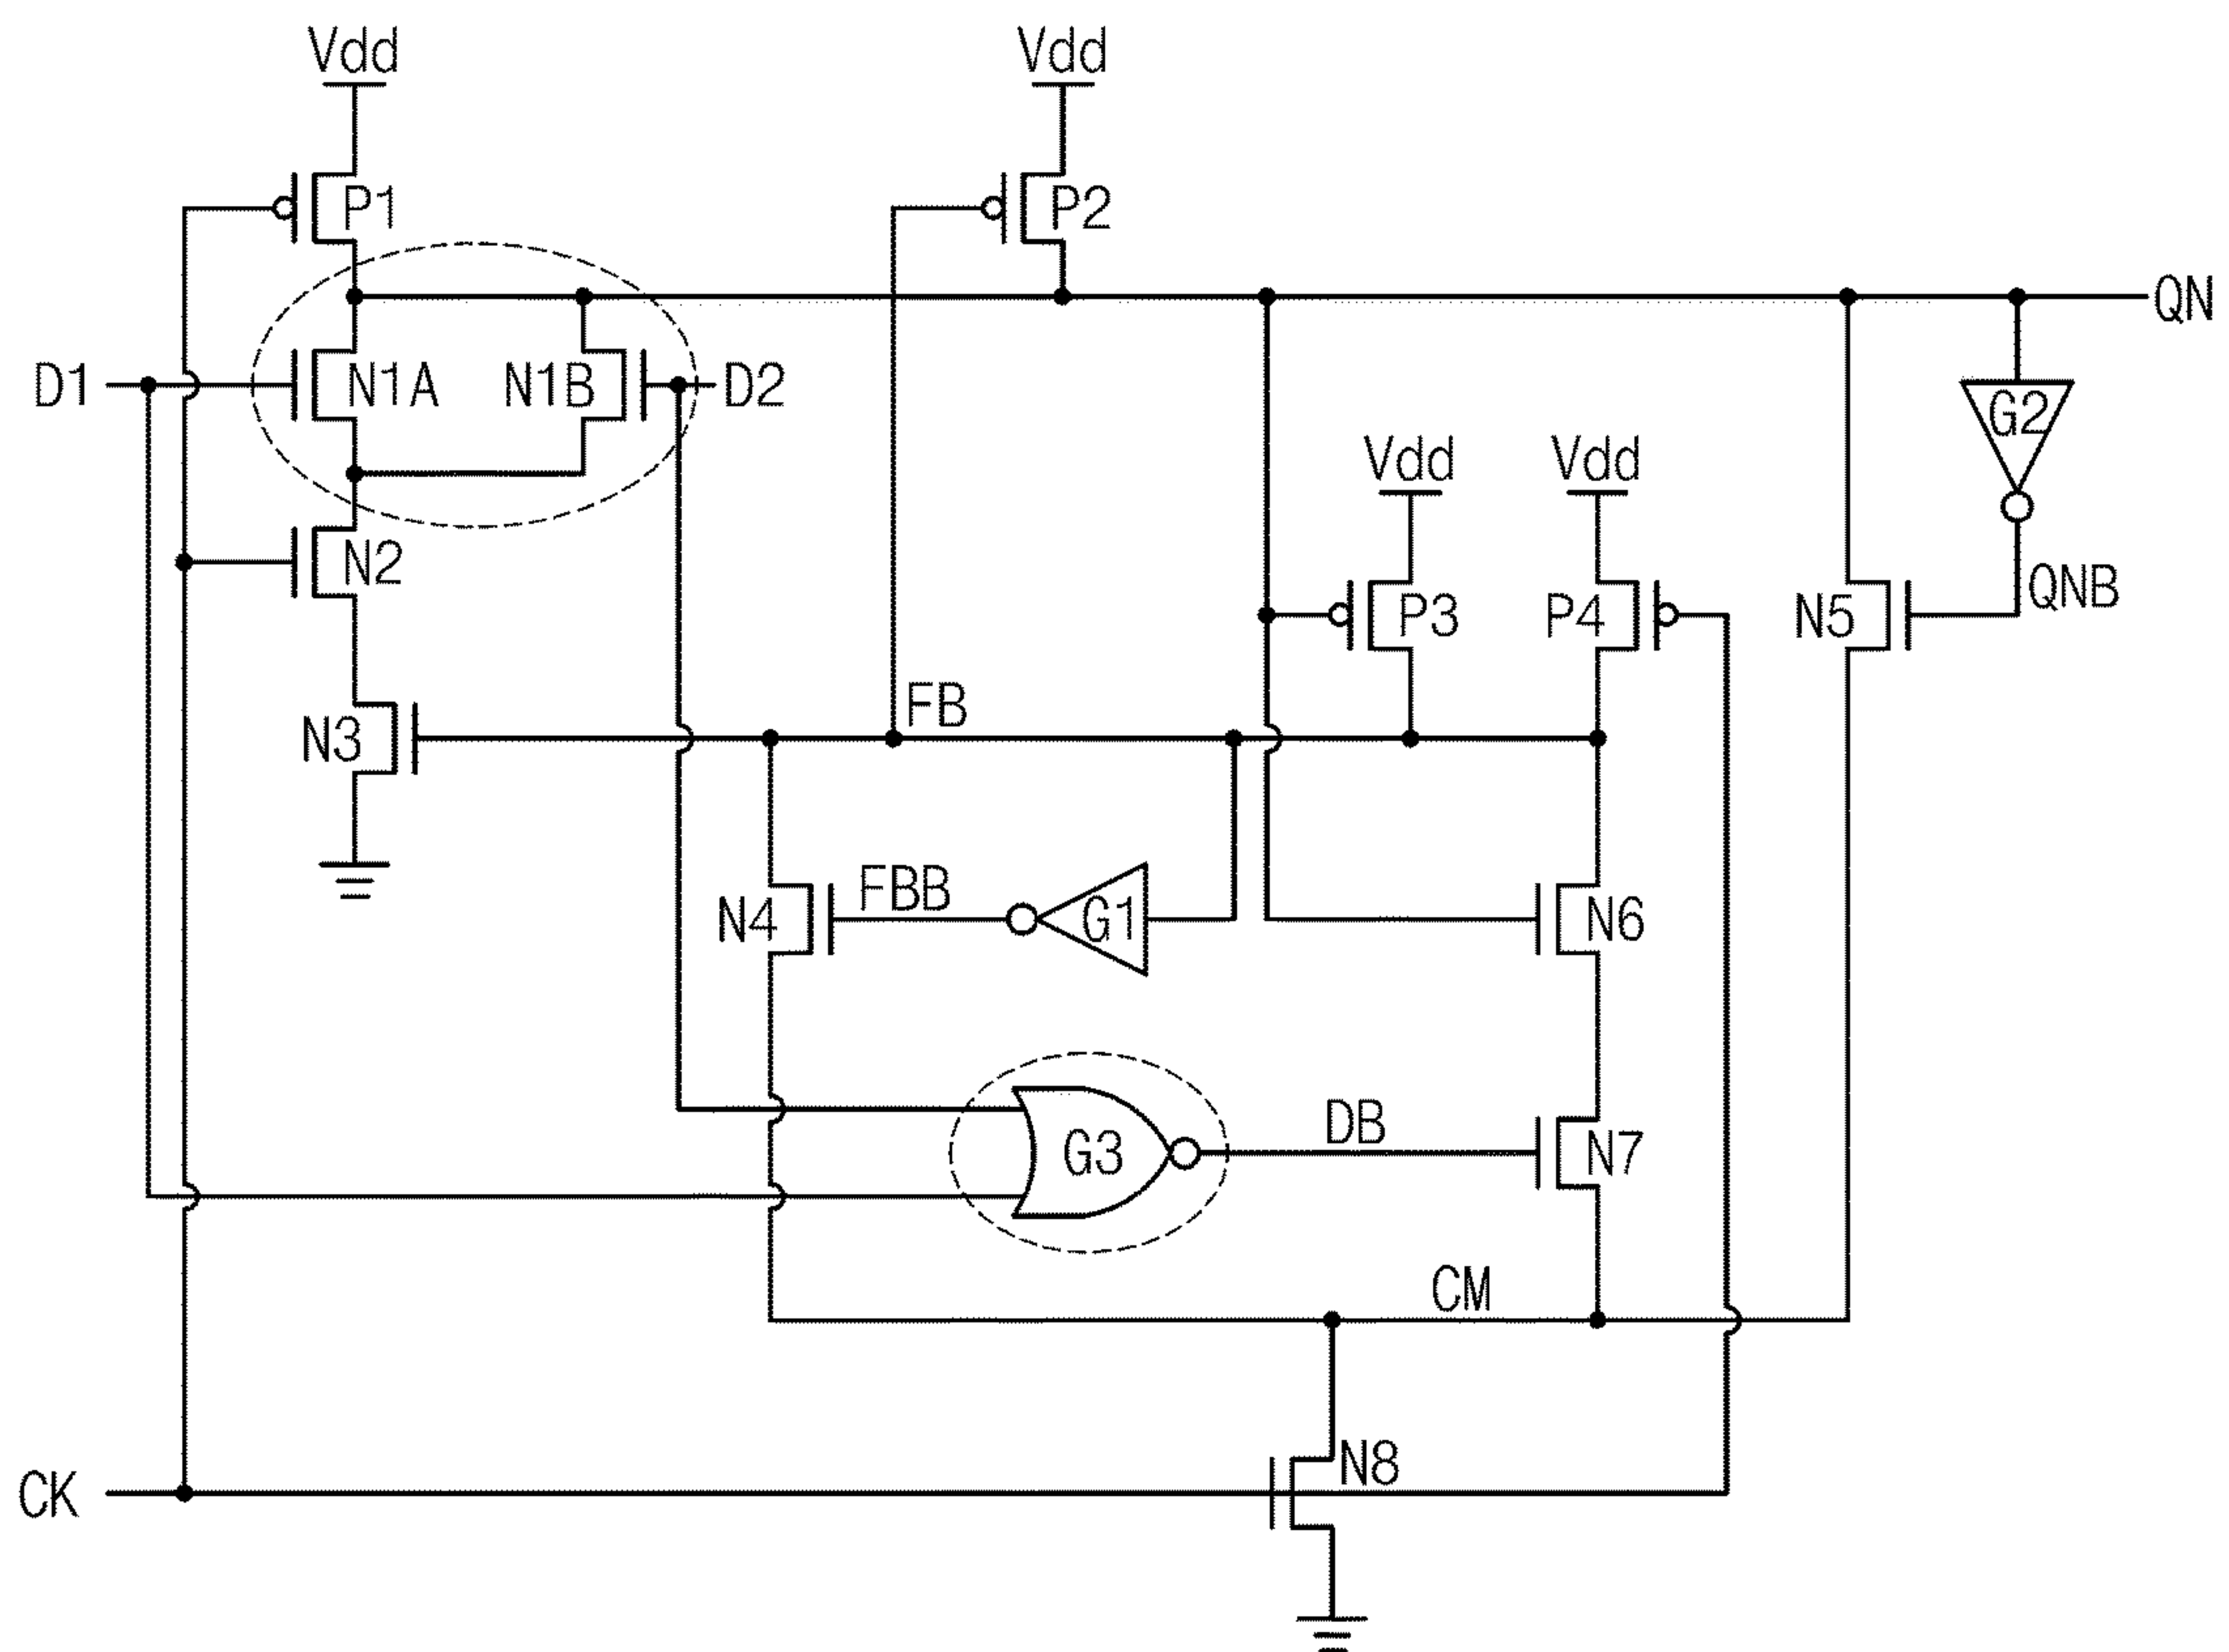 Vdd
Vdd
P1
P2
QN
D1
N1A
N1B
D2
G2
Vdd
Vdd
N2
P3
P4
N5
QNB
FB
N3
FBB
N4
G1
N6
DB
G3
N7
CM
N8
CK